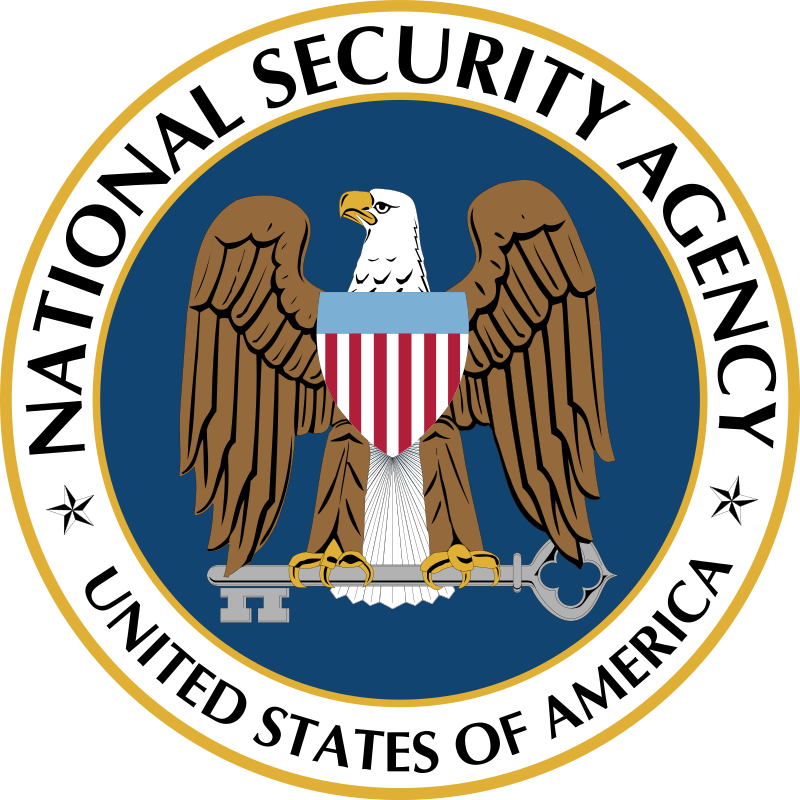 NATIONAL SECURITY AGENCY
UNITED STATES OF AMERICA